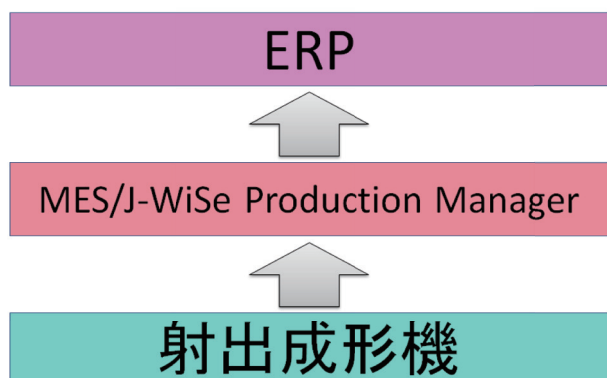 ERP
MES/J-WiSe Production Manager
射出成形機